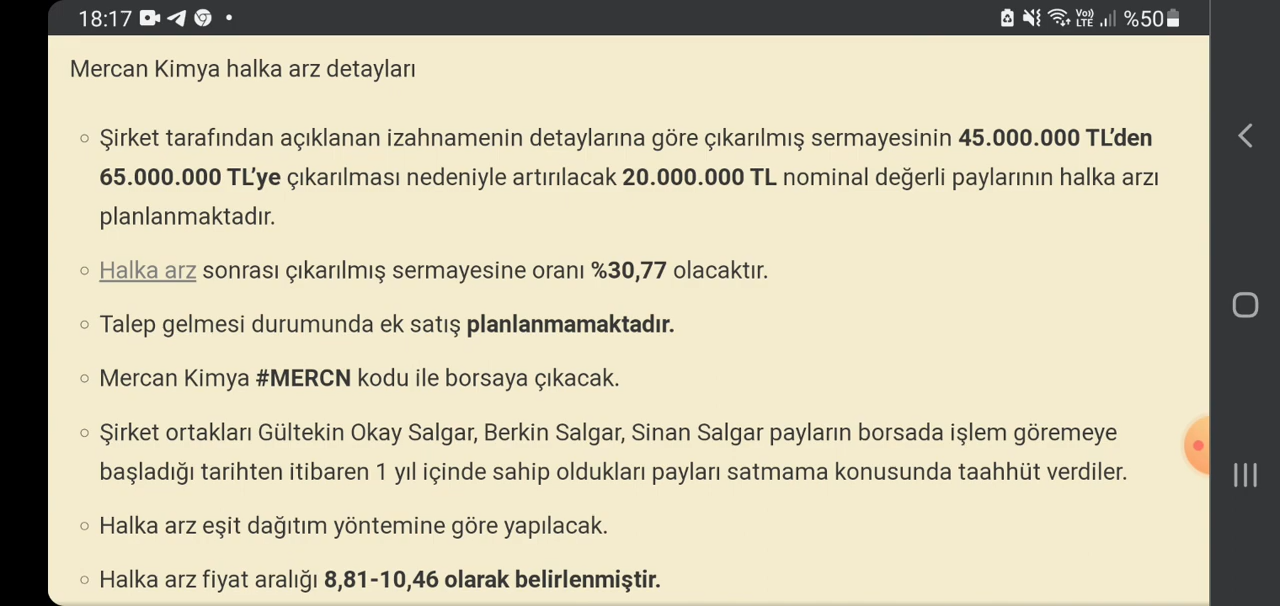 18:17
Vo))
LTE
%50
Mercan Kimya halka arz detayları
Şirket tarafından açıklanan izahnamenin detaylarına göre çıkarılmış sermayesinin 45.000.000 TL’den
65.000.000 TL’ye çıkarılması nedeniyle artırılacak 20.000.000 TL nominal değerli paylarının halka arzı
planlanmaktadır.
Halka arz sonrası çıkarılmış sermayesine oranı %30,77 olacaktır.
Talep gelmesi durumunda ek satış planlanmamaktadır.
Mercan Kimya #MERCN kodu ile borsaya çıkacak.
Şirket ortakları Gültekin Okay Salgar, Berkin Salgar, Sinan Salgar payların borsada işlem göremeye
başladığı tarihten itibaren 1 yıl içinde sahip oldukları payları satmama konusunda taahhüt verdiler.
Halka arz eşit dağıtım yöntemine göre yapılacak.
Halka arz fiyat aralığı 8,81-10,46 olarak belirlenmiştir.